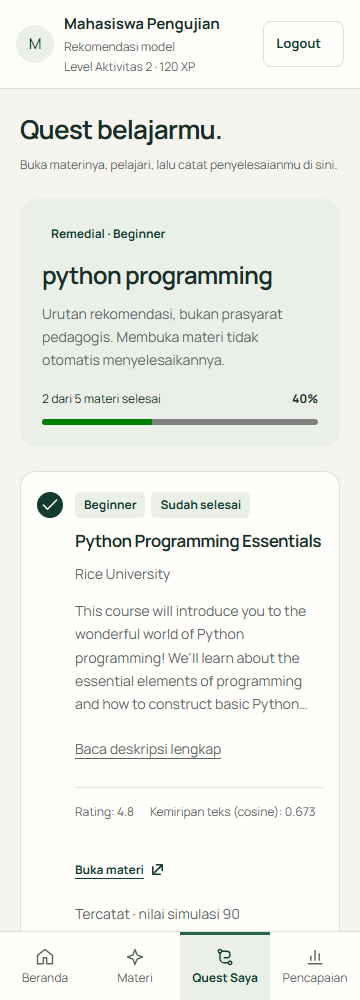 M
Mahasiswa Pengujian
Rekomendasi model
Level Aktivitas 2 · 120 XP
Logout
Quest belajarmu.
Buka materinya, pelajari, lalu catat penyelesaianmu di sini.
Remedial · Beginner
python programming
Urutan rekomendasi, bukan prasyarat
pedagogis. Membuka materi tidak
otomatis menyelesaikannya.
2 dari 5 materi selesai 40%
Beginner Sudah selesai
Python Programming Essentials
Rice University
This course will introduce you to the
wonderful world of Python
programming! We'll learn about the
essential elements of programming
and how to construct basic Python...
Baca deskripsi lengkap
Rating: 4.8 Kemiripan teks (cosine): 0.673
Buka materi
Tercatat · nilai simulasi 90
Beranda Materi Quest Saya Pencapaian